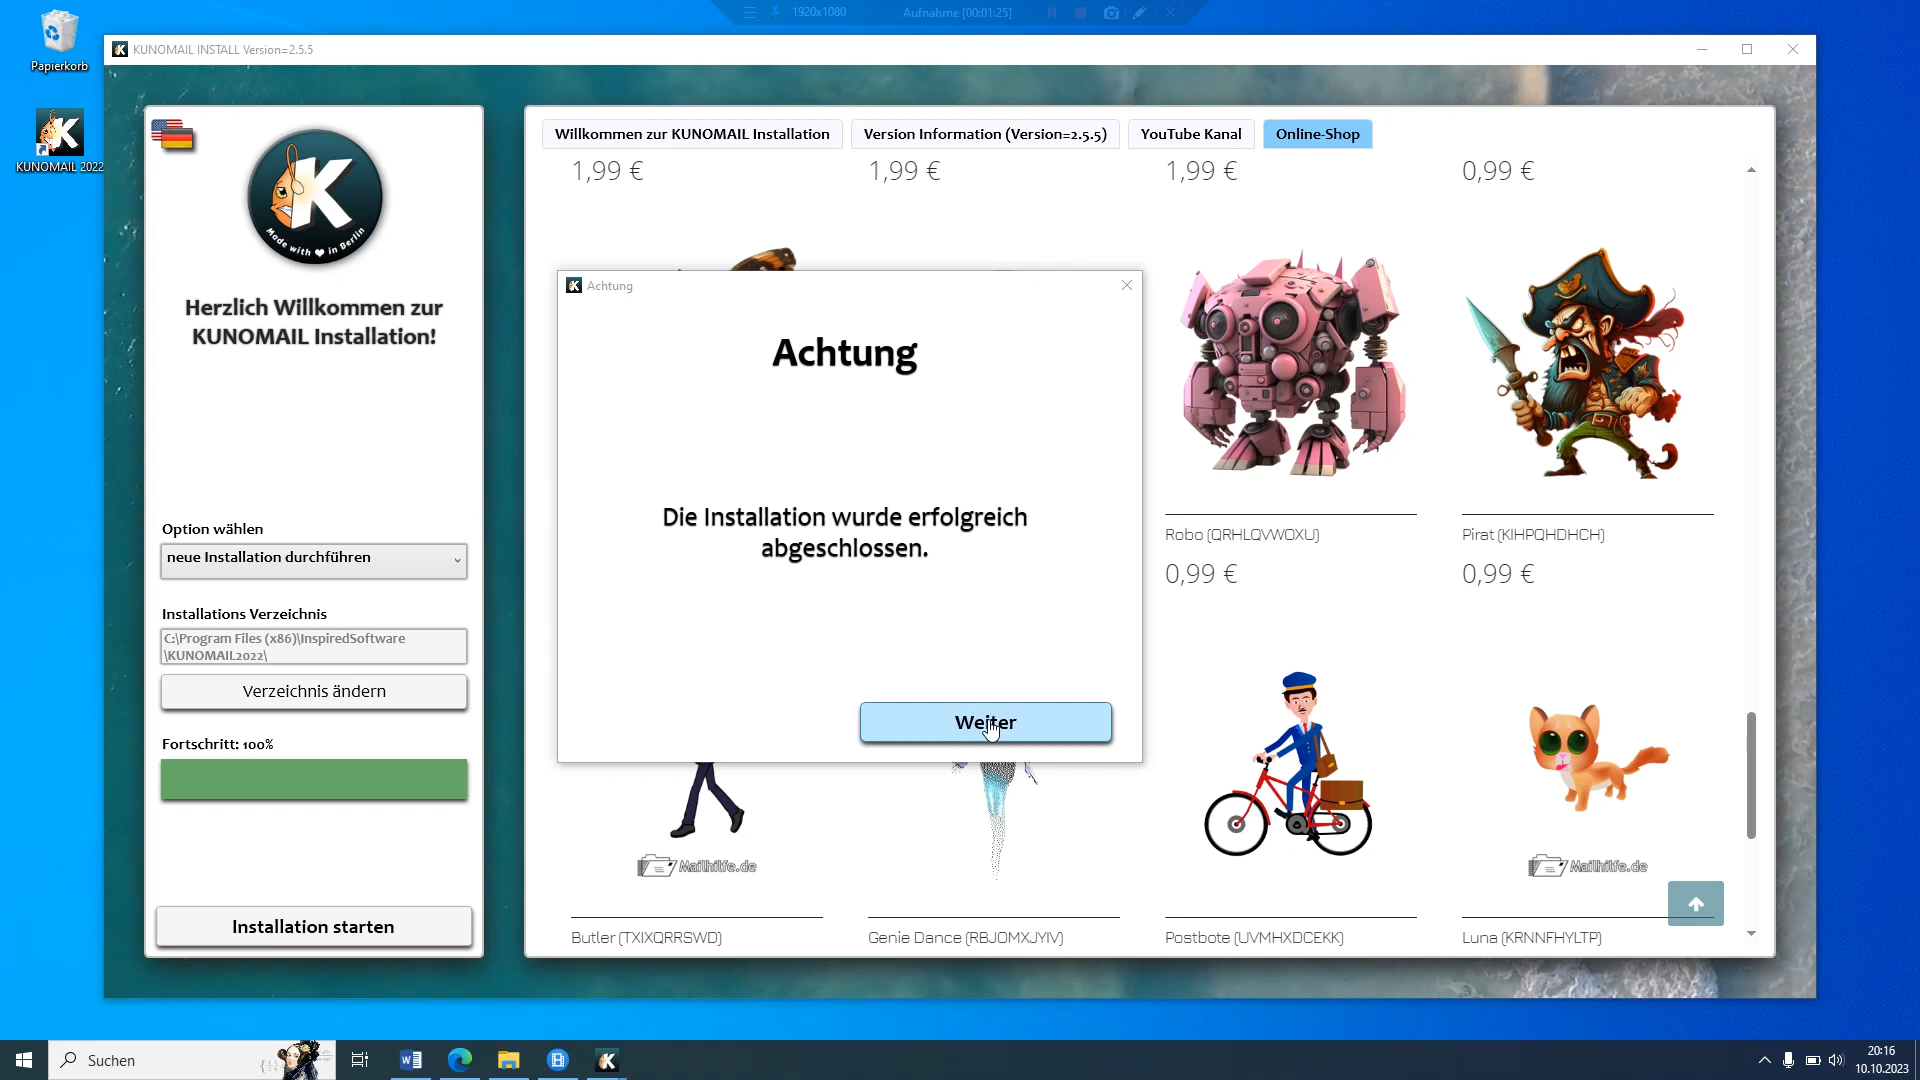 1920x1080
Aufnahme [00:01:25]
Papierkorb
KUNOMAIL 2022
KUNOMAIL INSTALL Version=2.5.5
K
Made with ❤ in Berlin
Herzlich Willkommen zur
KUNOMAIL Installation!
Option wählen
neue Installation durchführen
Installations Verzeichnis
C:\Program Files (x86)\InspiredSoftware
\KUNOMAIL2022\
Verzeichnis ändern
Fortschritt: 100%
Installation starten
Willkommen zur KUNOMAIL Installation
Version Information (Version=2.5.5)
YouTube Kanal
Online-Shop
1,99 €
1,99 €
1,99 €
0,99 €
Achtung
Achtung
Die Installation wurde erfolgreich
abgeschlossen.
Weiter
Robo (QRHLQVWOXU)
0,99 €
Pirat (KIHPQHDHCH)
0,99 €
Mailhilfe.de
Mailhilfe.de
Butler (TXIXQRRSWD)
Genie Dance (RBJOMXJYIV)
Postbote (UVMHXDCEKK)
Luna (KRNNFHYLTP)
Suchen
20:16
10.10.2023